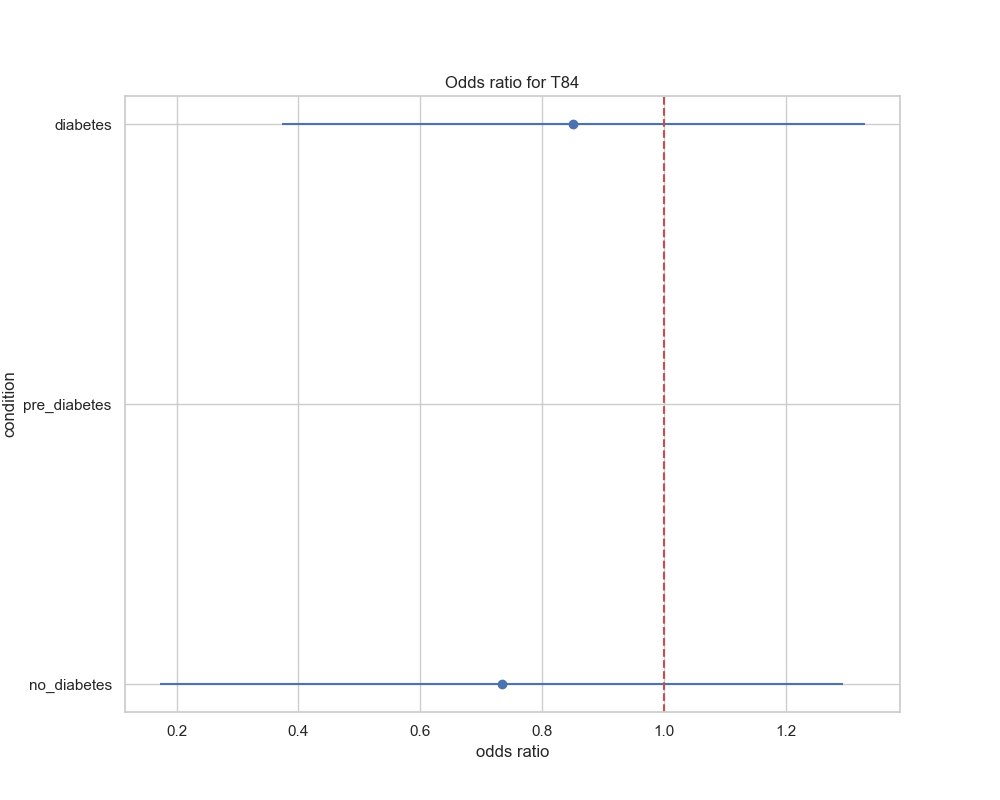 Odds ratio for T84
diabetes
pre_diabetes
no_diabetes
condition
0.2 0.4 0.6 0.8 1.0 1.2
odds ratio